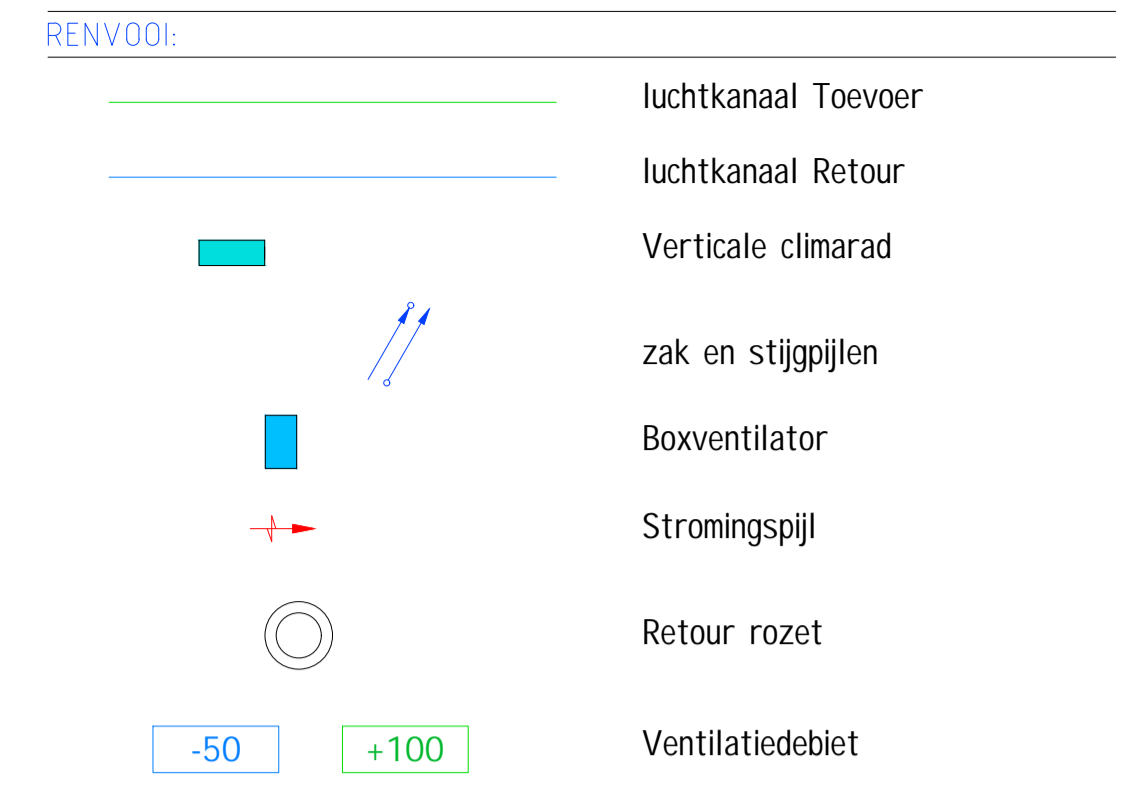 RENVOOI:
luchtkanaal Toevoer
luchtkanaal Retour
Verticale climarad
zak en stijgpijlen
Boxventilator
Stromingspijl
Retour rozet
-50 +100 Ventilatiedebiet